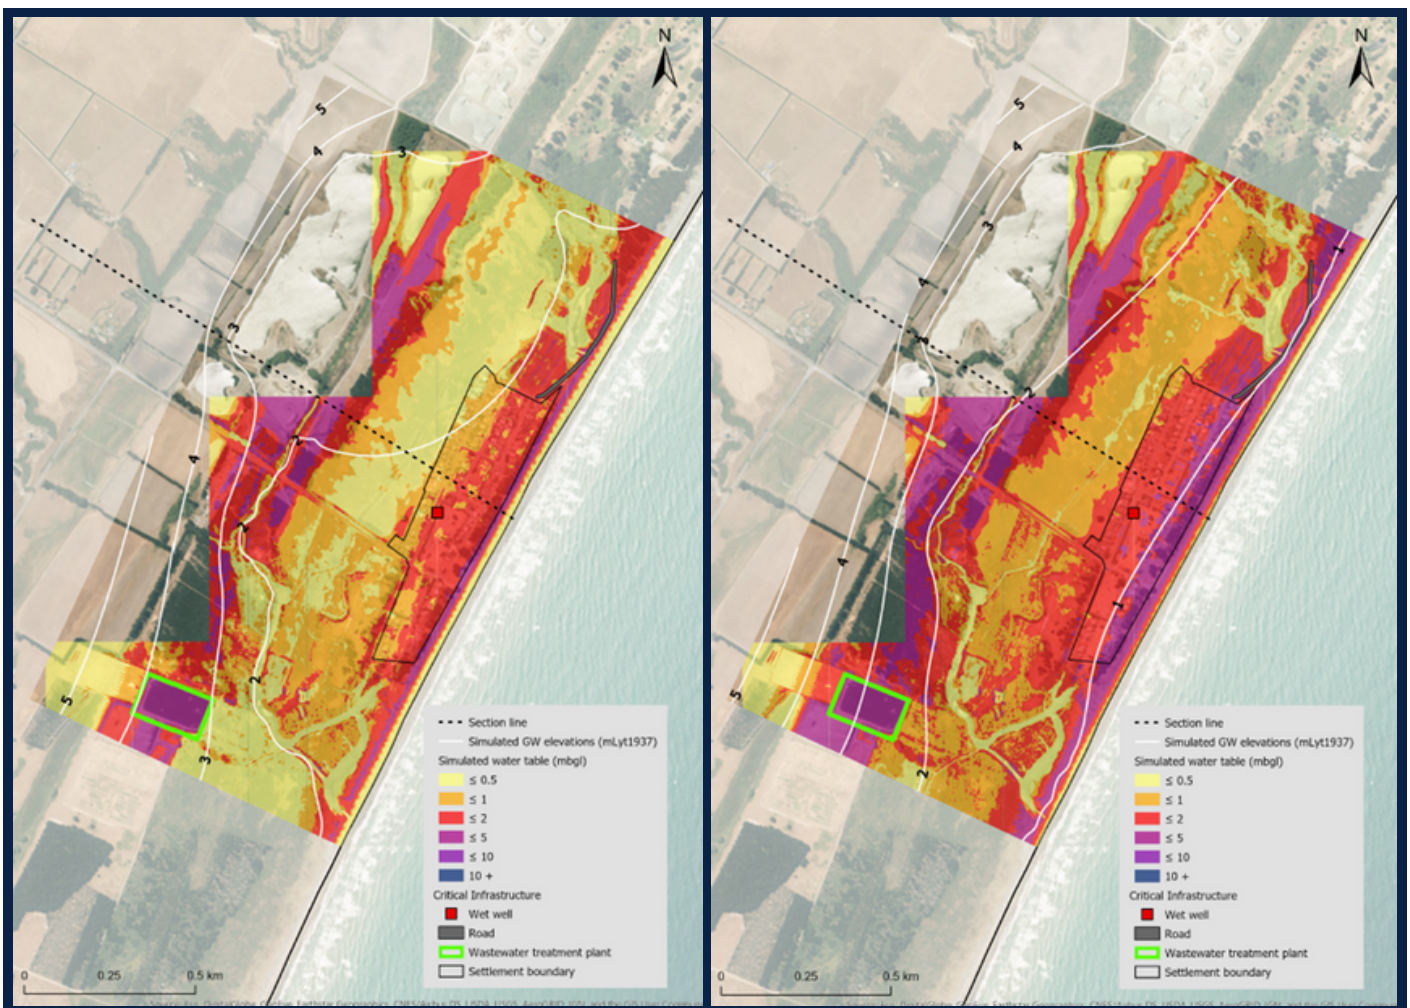 N
5
4
3
3
2
4
2
2
5
3
Section line
Simulated GW elevations (mLyt1937)
Simulated water table (mbgl)
≤ 0.5
≤ 1
≤ 2
≤ 5
≤ 10
10 +
Critical Infrastructure
Wet well
Road
Wastewater treatment plant
Settlement boundary
0 0.25 0.5 km
N
5
4
3
1
4
2
4
1
5
2
Section line
Simulated GW elevations (mLyt1937)
Simulated water table (mbgl)
≤ 0.5
≤ 1
≤ 2
≤ 5
≤ 10
10 +
Critical Infrastructure
Wet well
Road
Wastewater treatment plant
Settlement boundary
0 0.25 0.5 km